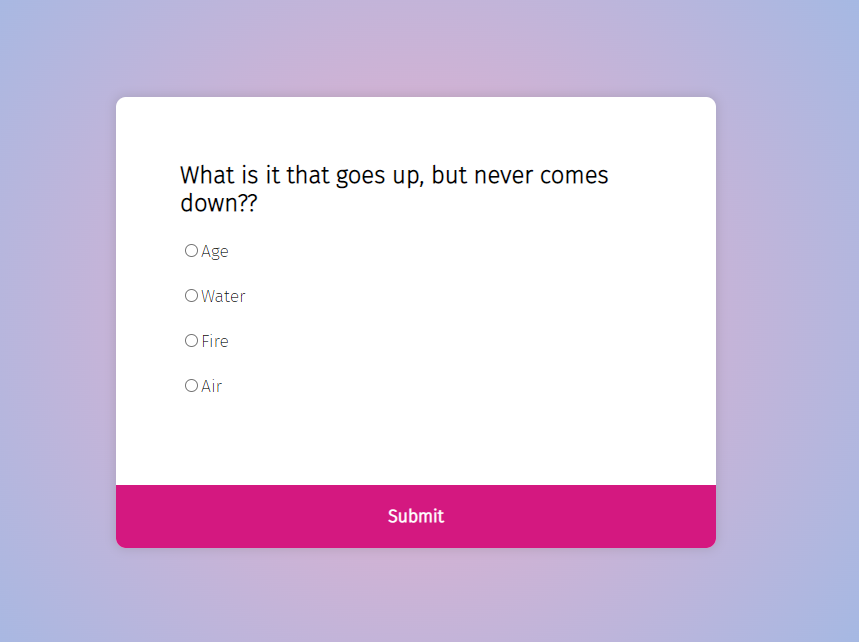 What is it that goes up, but never comes
down??
Age
Water
Fire
Air
Submit